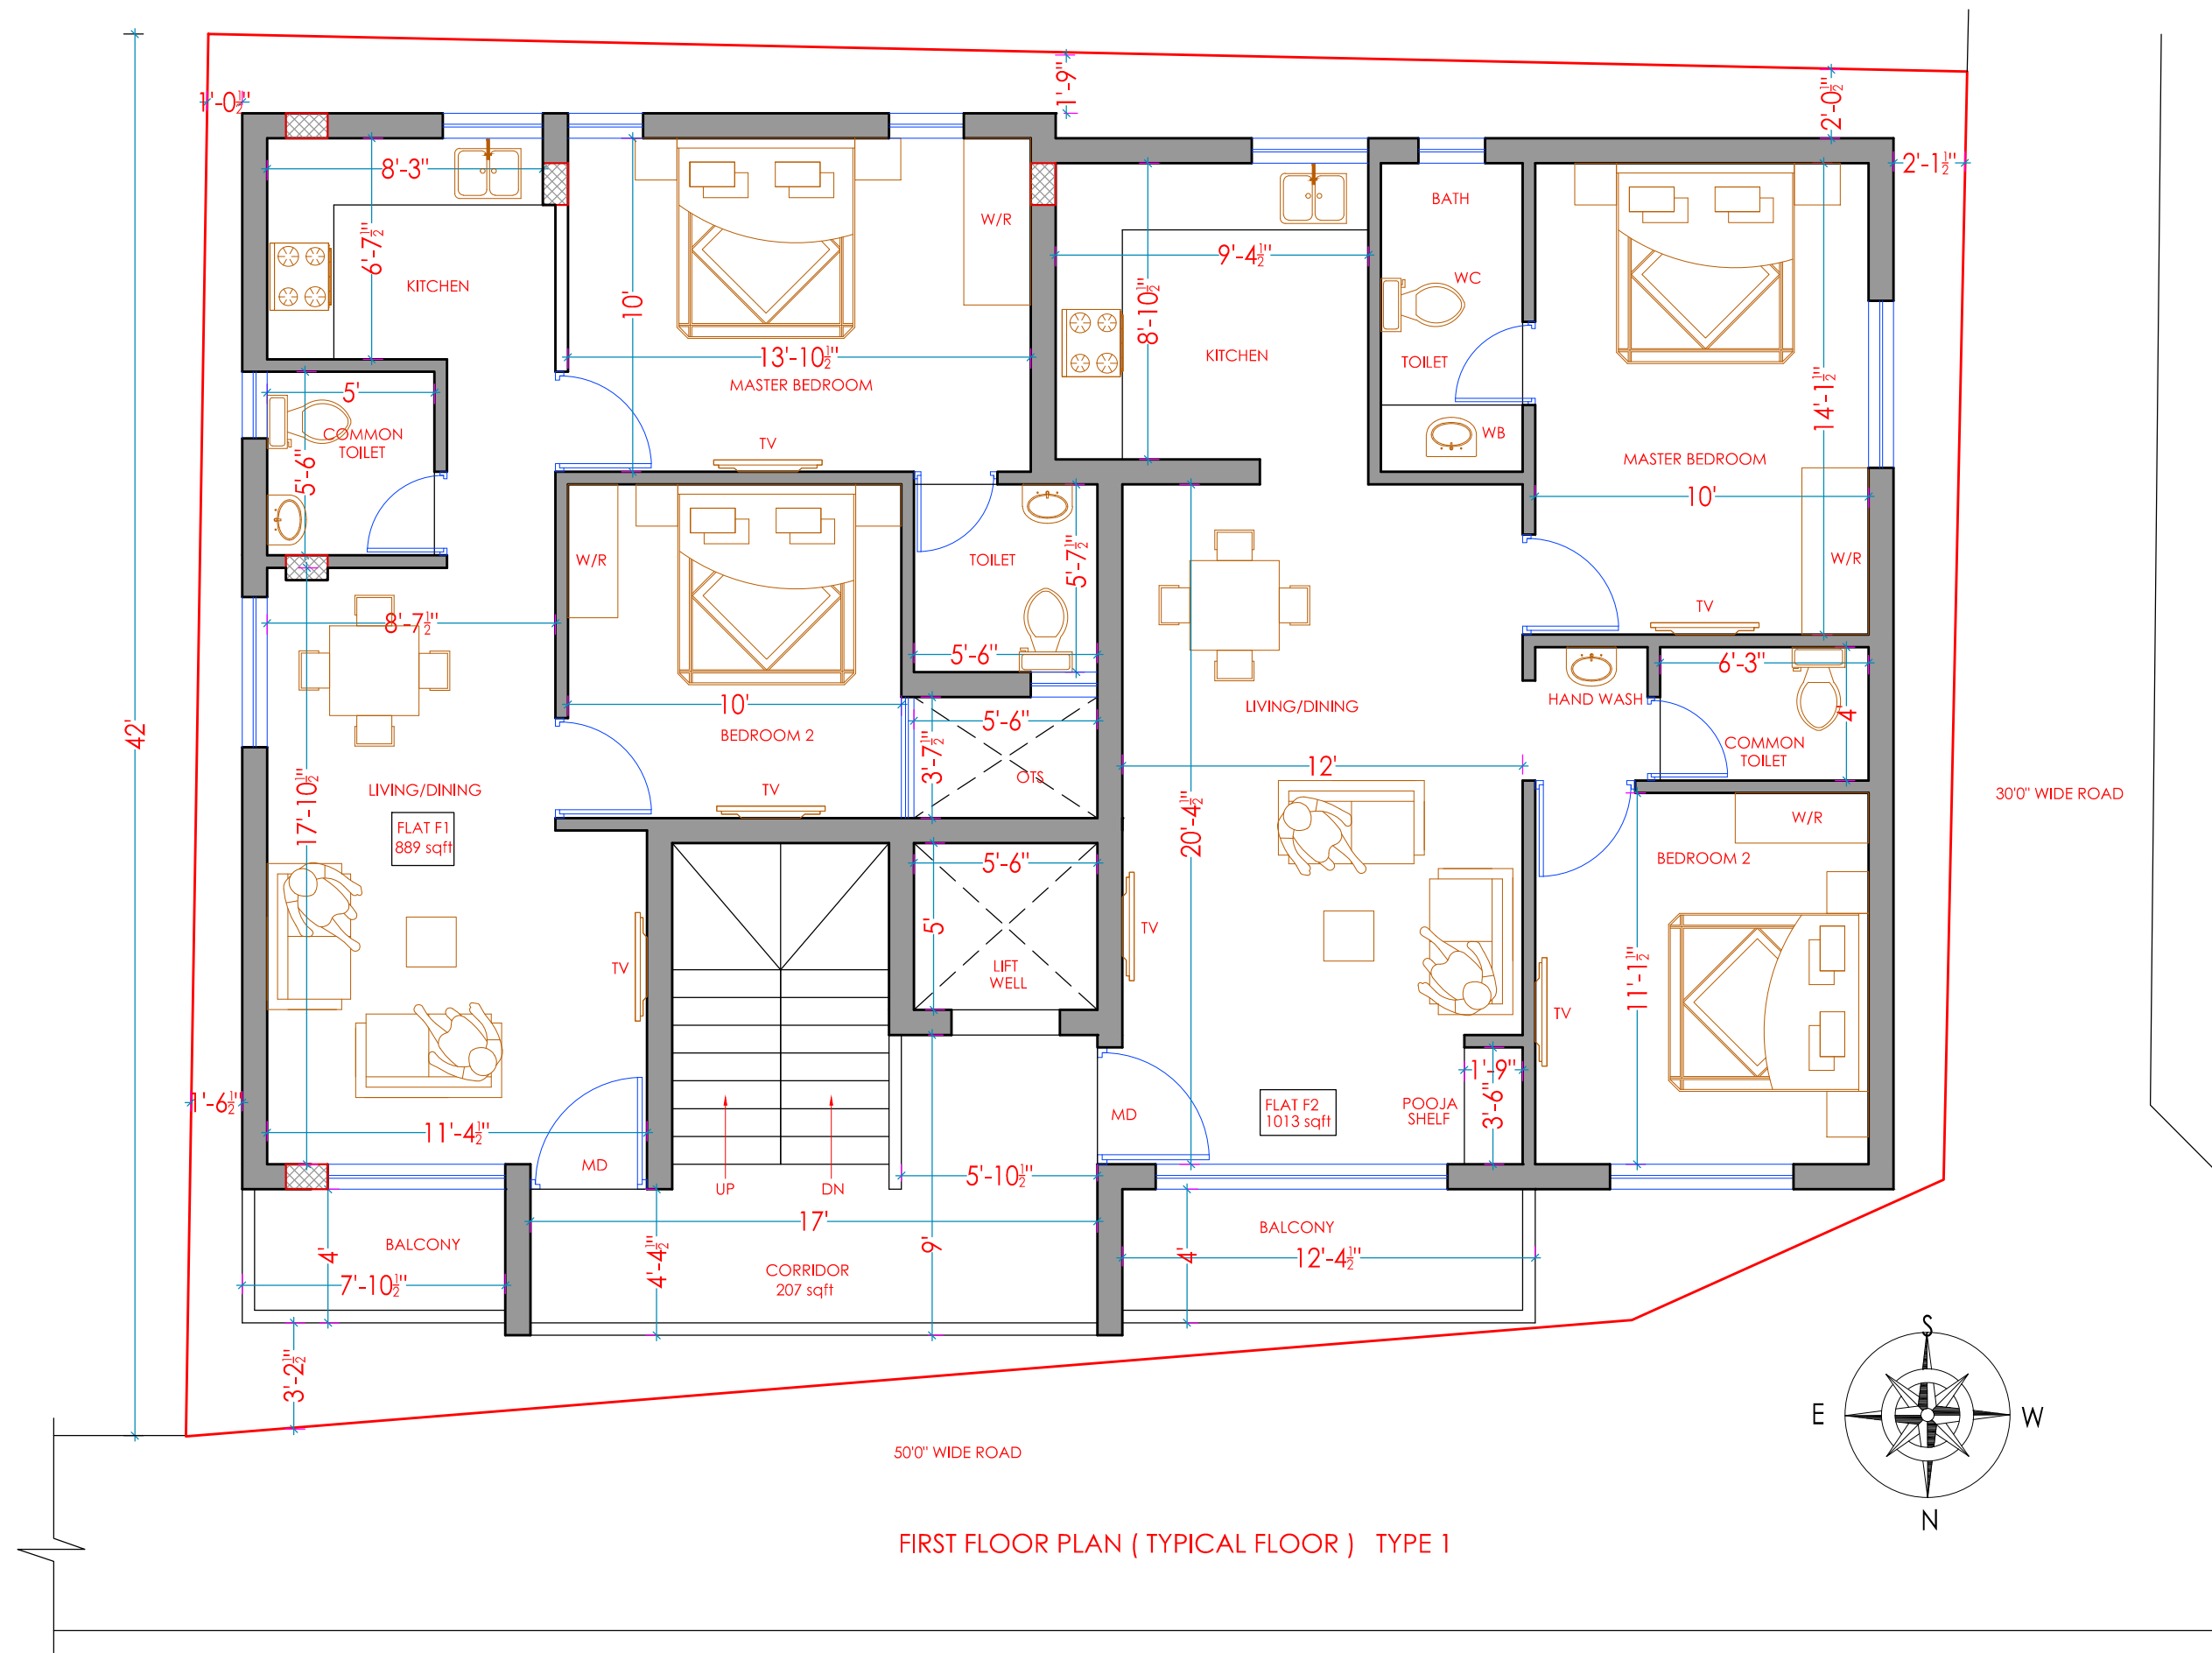 1'-9"
2'-0½"
1'-0½"
8'-3"
2'-1½"
BATH
W/R
6'-7½"
9'-4½"
WC
KITCHEN
10'
8'-10½"
13'-10½"
KITCHEN
TOILET
MASTER BEDROOM
5'
14'-1½"
COMMON
TOILET
TV
WB
5'-6"
MASTER BEDROOM
10'
W/R
TOILET
5'-7½"
W/R
TV
8'-7½"
5'-6"
6'-3"
HAND WASH
4'
10'
5'-6"
LIVING/DINING
42'
BEDROOM 2
3'-7½"
COMMON
TOILET
OTS
12'
LIVING/DINING
TV
17'-10½"
30'0" WIDE ROAD
FLAT F1
889 sqft
20'-4½"
W/R
5'-6"
BEDROOM 2
5'
TV
TV
LIFT
WELL
11'-1½"
TV
1'-9"
1'-6½"
FLAT F2
1013 sqft
POOJA
SHELF
3'-6"
MD
11'-4½"
MD
5'-10½"
UP
DN
17'
BALCONY
BALCONY
4'
4'-4½"
9'
4'
12'-4½"
7'-10½"
CORRIDOR
207 sqft
3'-2½"
S
E
W
N
50'0" WIDE ROAD
FIRST FLOOR PLAN ( TYPICAL FLOOR ) TYPE 1